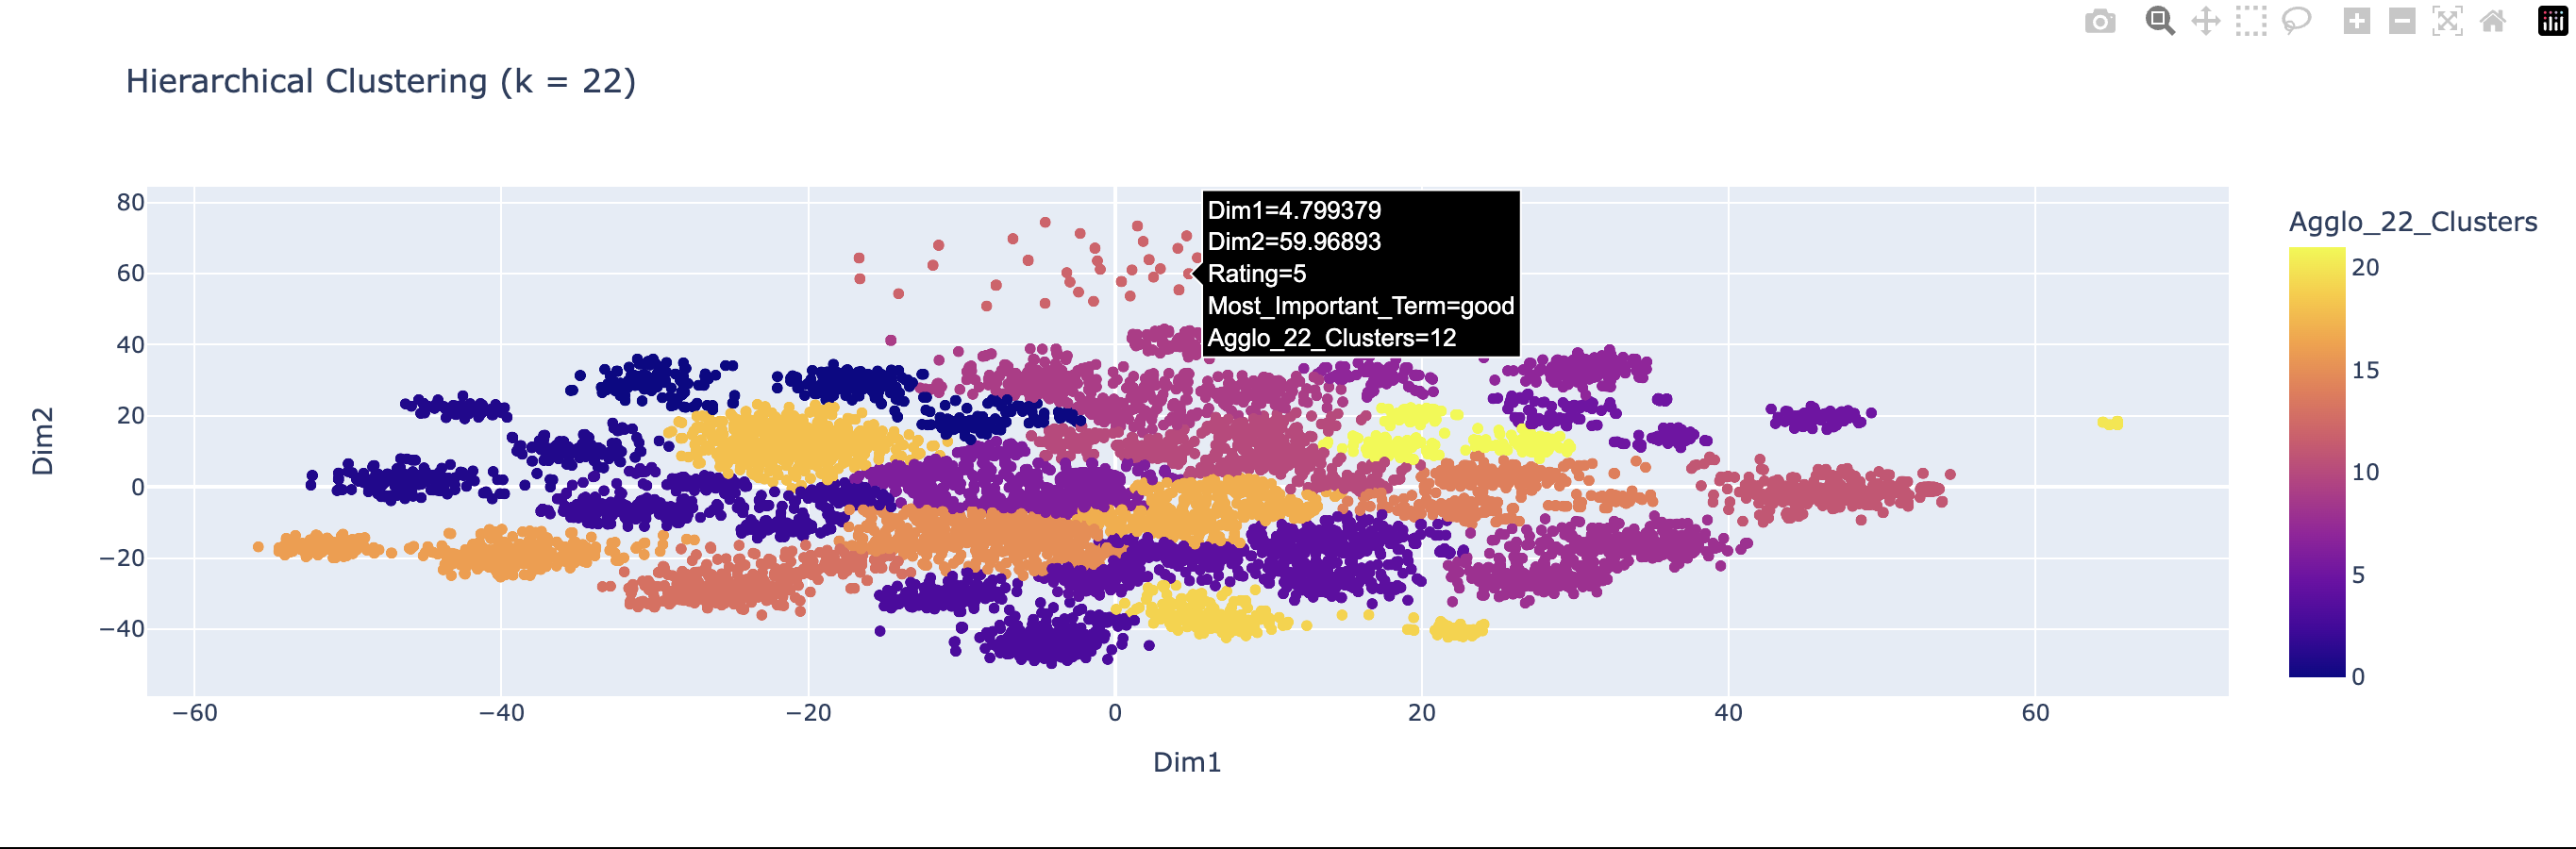 Hierarchical Clustering (k = 22)
Agglo_22_Clusters
80
60
40
20
0
−20
−40
Dim2
Dim1=4.799379
Dim2=59.96893
Rating=5
Most_Important_Term=good
Agglo_22_Clusters=12
20
15
10
5
0
−60
−40
−20
0
20
40
60
Dim1